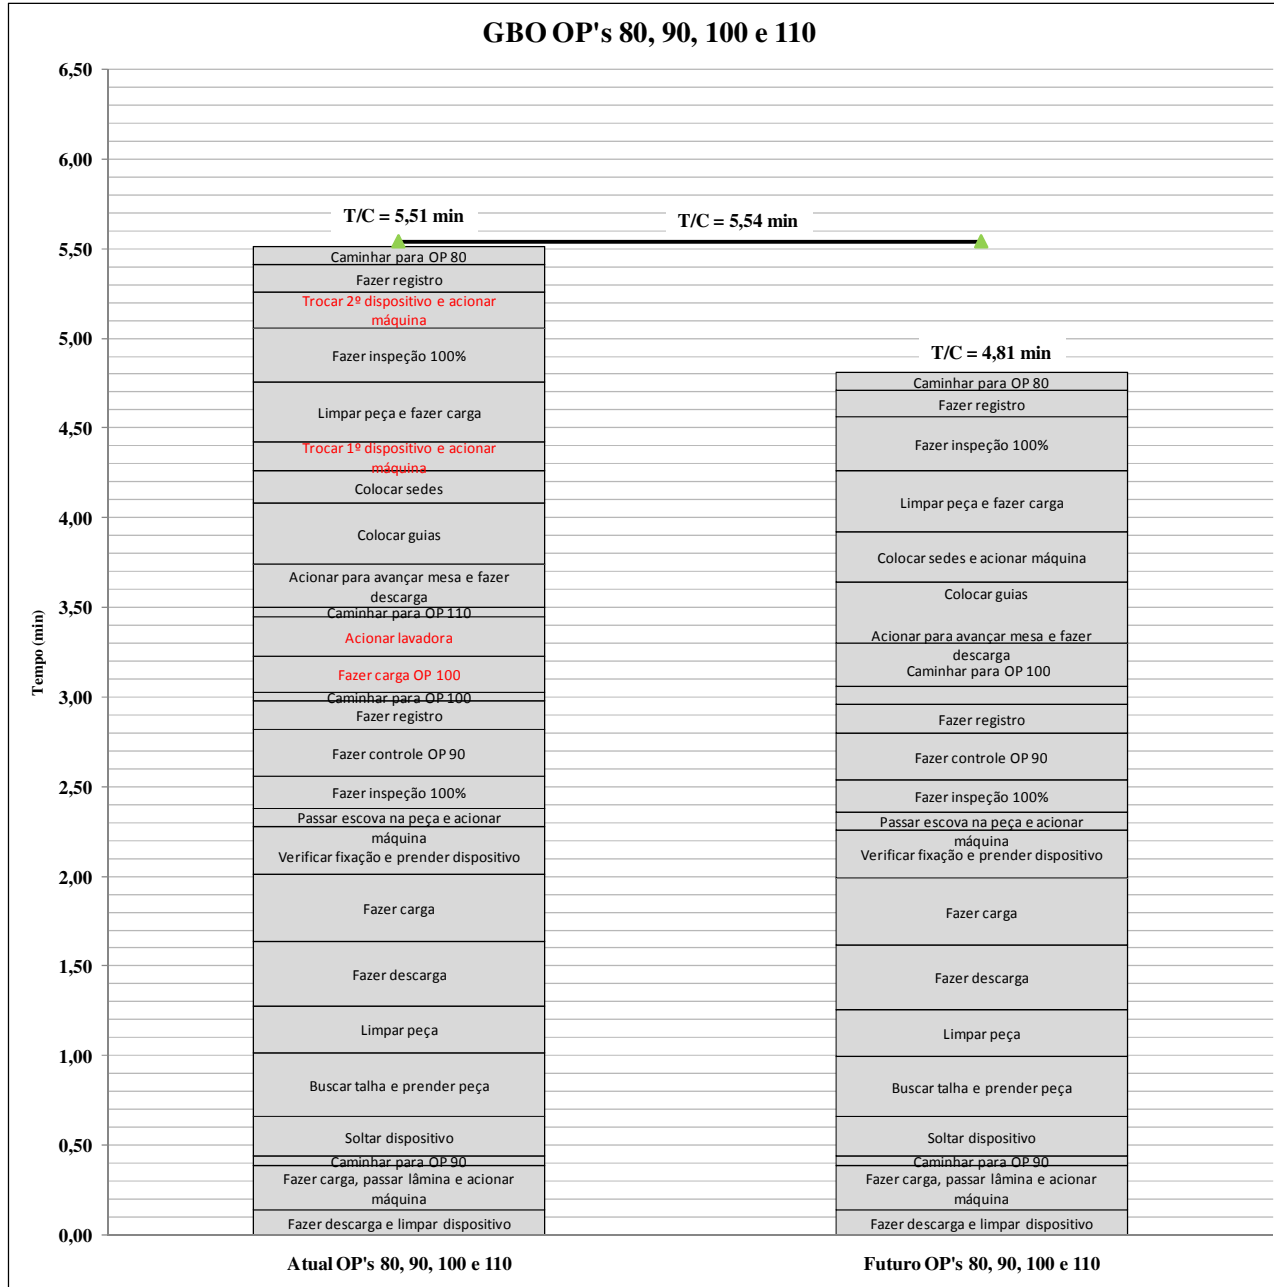 GBO OP's 80, 90, 100 e 110
6,50
6,00
5,50
5,00
4,50
4,00
3,50
3,00
2,50
2,00
1,50
1,00
0,50
0,00
Tempo (min)
T/C = 5,51 min
T/C = 5,54 min
T/C = 4,81 min
Caminhar para OP 80
Fazer registro
Trocar 2º dispositivo e acionar
máquina
Fazer inspeção 100%
Limpar peça e fazer carga
Trocar 1º dispositivo e acionar
máquina
Colocar sedes
Colocar guias
Acionar para avançar mesa e fazer
descarga
Caminhar para OP 110
Acionar lavadora
Fazer carga OP 100
Caminhar para OP 100
Fazer registro
Fazer controle OP 90
Fazer inspeção 100%
Passar escova na peça e acionar
máquina
Verificar fixação e prender dispositivo
Fazer carga
Fazer descarga
Limpar peça
Buscar talha e prender peça
Soltar dispositivo
Caminhar para OP 90
Fazer carga, passar lâmina e acionar
máquina
Fazer descarga e limpar dispositivo
Caminhar para OP 80
Fazer registro
Fazer inspeção 100%
Limpar peça e fazer carga
Colocar sedes e acionar máquina
Colocar guias
Acionar para avançar mesa e fazer
descarga
Caminhar para OP 100
Fazer registro
Fazer controle OP 90
Fazer inspeção 100%
Passar escova na peça e acionar
máquina
Verificar fixação e prender dispositivo
Fazer carga
Fazer descarga
Limpar peça
Buscar talha e prender peça
Soltar dispositivo
Caminhar para OP 90
Fazer carga, passar lâmina e acionar
máquina
Fazer descarga e limpar dispositivo
Atual OP's 80, 90, 100 e 110
Futuro OP's 80, 90, 100 e 110